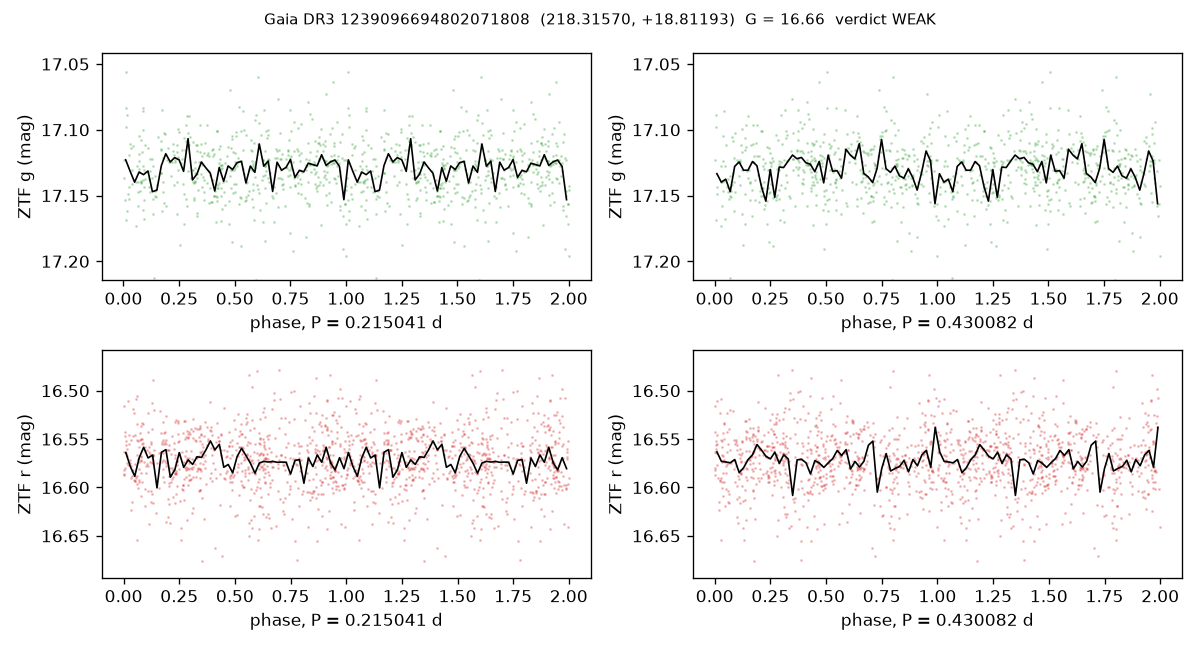 Gaia DR3 1239096694802071808  (218.31570, +18.81193)  G = 16.66  verdict WEAK
ZTF g (mag)
17.05
17.10
17.15
17.20
0.00 0.25 0.50 0.75 1.00 1.25 1.50 1.75 2.00
phase, P = 0.215041 d
ZTF g (mag)
17.05
17.10
17.15
17.20
0.00 0.25 0.50 0.75 1.00 1.25 1.50 1.75 2.00
phase, P = 0.430082 d
ZTF r (mag)
16.50
16.55
16.60
16.65
0.00 0.25 0.50 0.75 1.00 1.25 1.50 1.75 2.00
phase, P = 0.215041 d
ZTF r (mag)
16.50
16.55
16.60
16.65
0.00 0.25 0.50 0.75 1.00 1.25 1.50 1.75 2.00
phase, P = 0.430082 d